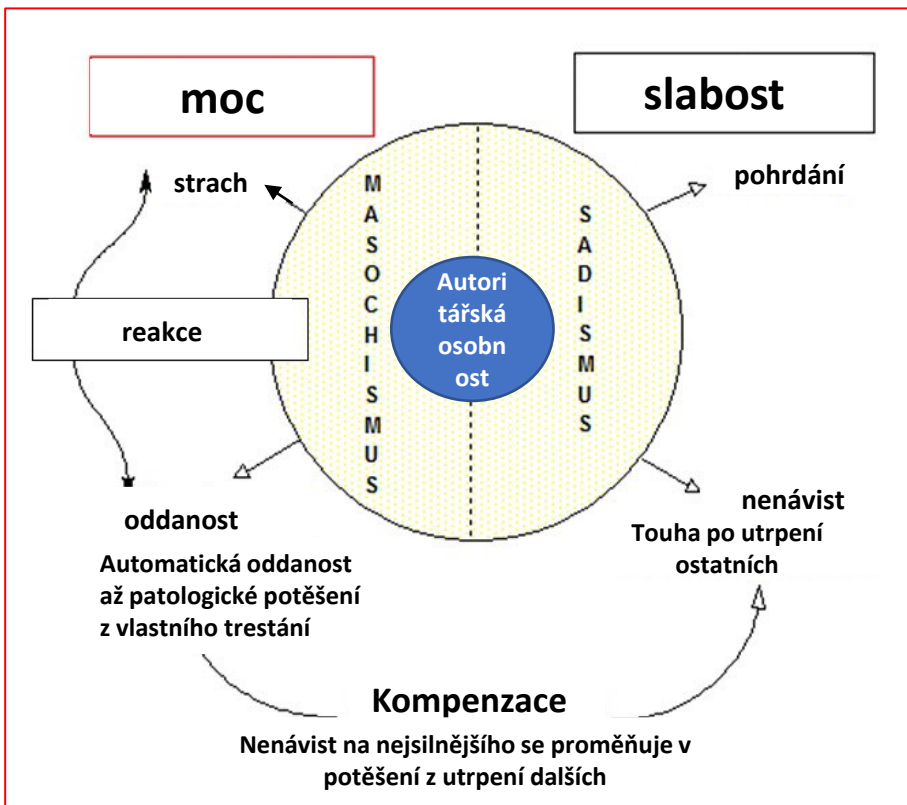 moc
slabost
strach
pohrdání
MASOCHISMUS
SADISMUS
Autori
tářská
osobn
ost
reakce
oddanost
Automatická oddanost
až patologické potěšení
z vlastního trestání
nenávist
Touha po utrpení
ostatních
Kompenzace
Nenávist na nejsilnějšího se proměňuje v
potěšení z utrpení dalších